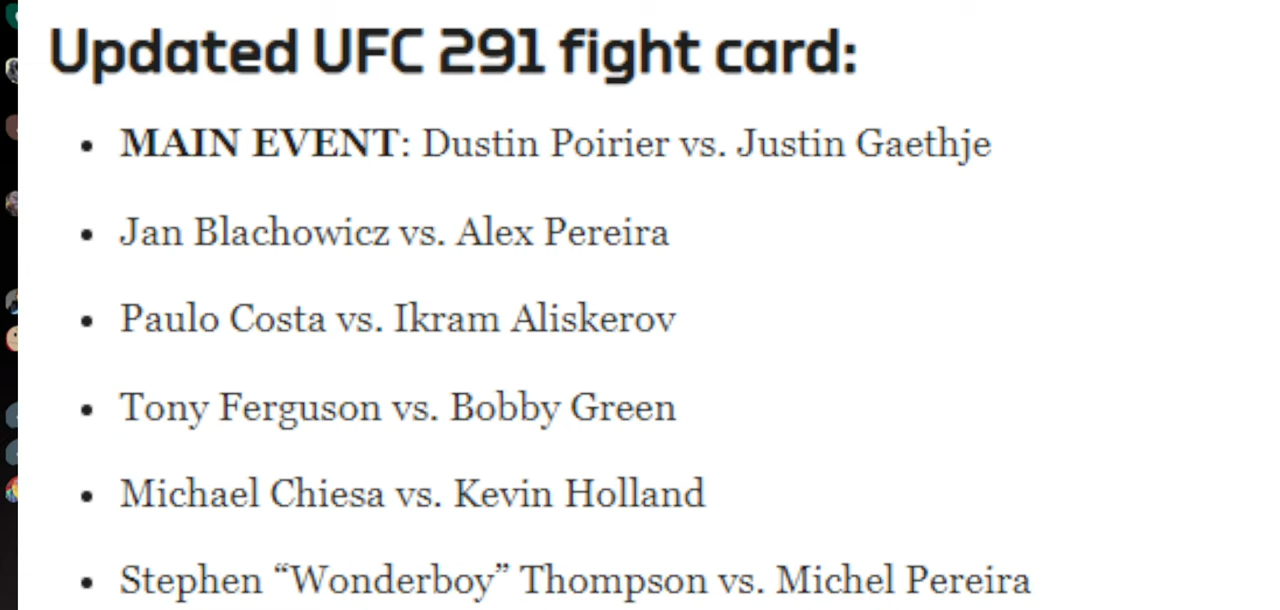 Updated UFC 291 fight card:
• MAIN EVENT: Dustin Poirier vs. Justin Gaethje
• Jan Blachowicz vs. Alex Pereira
• Paulo Costa vs. Ikram Aliskerov
• Tony Ferguson vs. Bobby Green
• Michael Chiesa vs. Kevin Holland
• Stephen “Wonderboy” Thompson vs. Michel Pereira